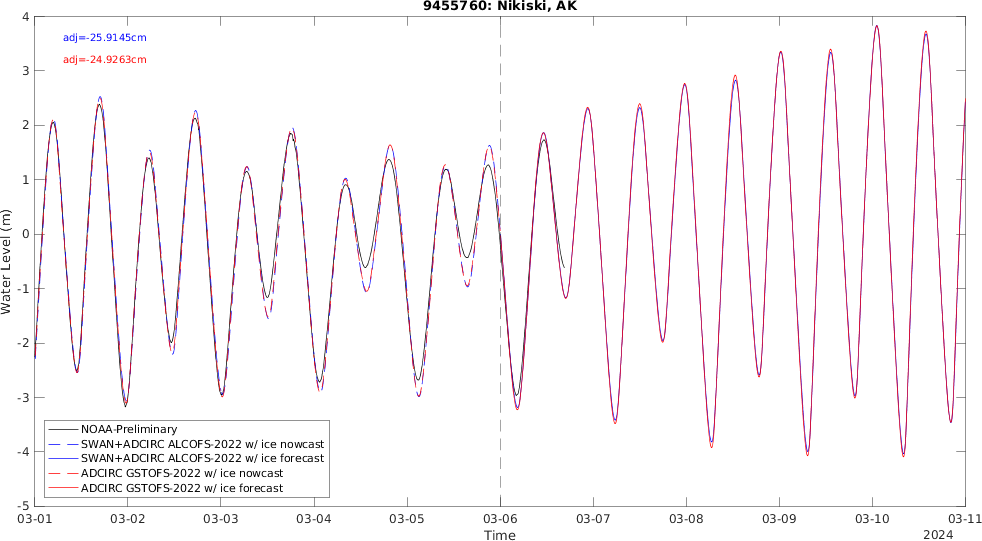 9455760: Nikiski, AK
adj=-25.9145cm
adj=-24.9263cm
Water Level (m)
4
3
2
1
0
-1
-2
-3
-4
-5
NOAA-Preliminary
SWAN+ADCIRC ALCOFS-2022 w/ ice nowcast
SWAN+ADCIRC ALCOFS-2022 w/ ice forecast
ADCIRC GSTOFS-2022 w/ ice nowcast
ADCIRC GSTOFS-2022 w/ ice forecast
03-01 03-02 03-03 03-04 03-05 03-06 03-07 03-08 03-09 03-10 03-11
Time
2024